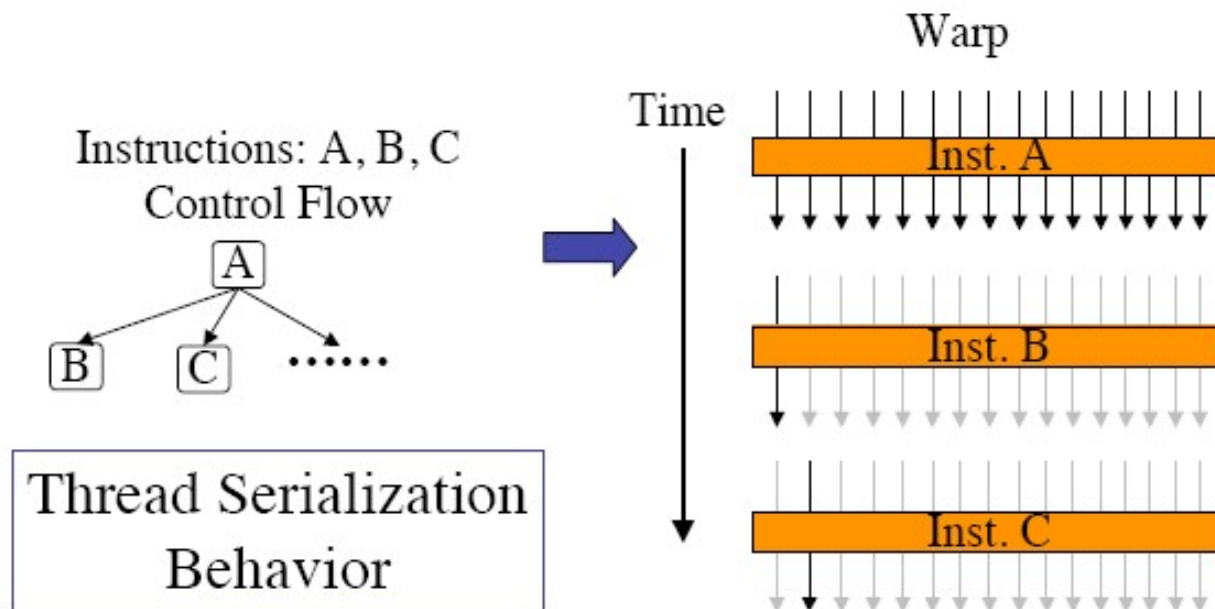 Instructions: A, B, C
Control Flow
A
B
C
......
Thread Serialization
Behavior
Time
Warp
Inst. A
Inst. B
Inst. C